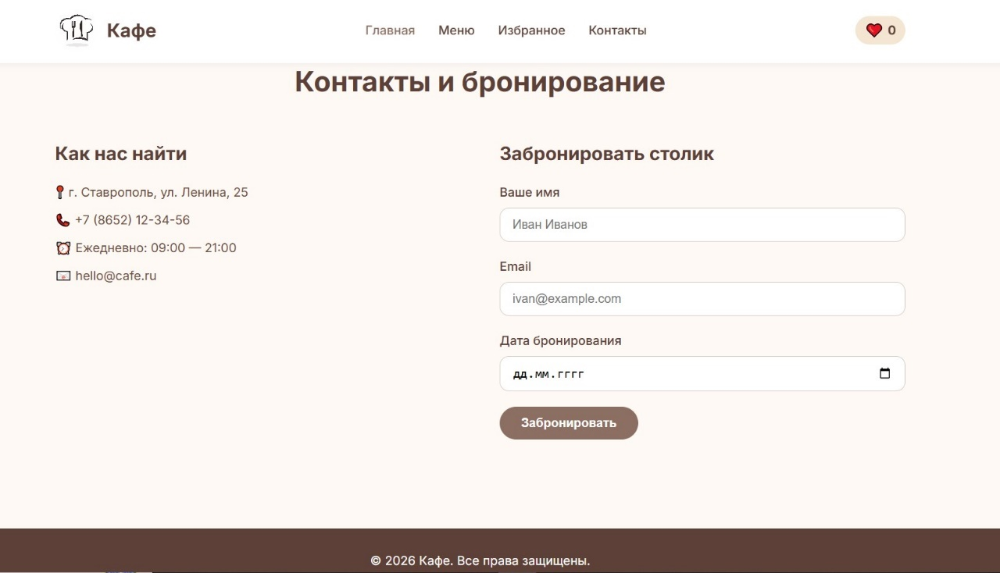 Кафе
Главная Меню Избранное Контакты
0
Контакты и бронирование
Как нас найти
г. Ставрополь, ул. Ленина, 25
+7 (8652) 12-34-56
Ежедневно: 09:00 — 21:00
hello@cafe.ru
Забронировать столик
Ваше имя
Иван Иванов
Email
ivan@example.com
Дата бронирования
дд.мм.гггг
Забронировать
© 2026 Кафе. Все права защищены.